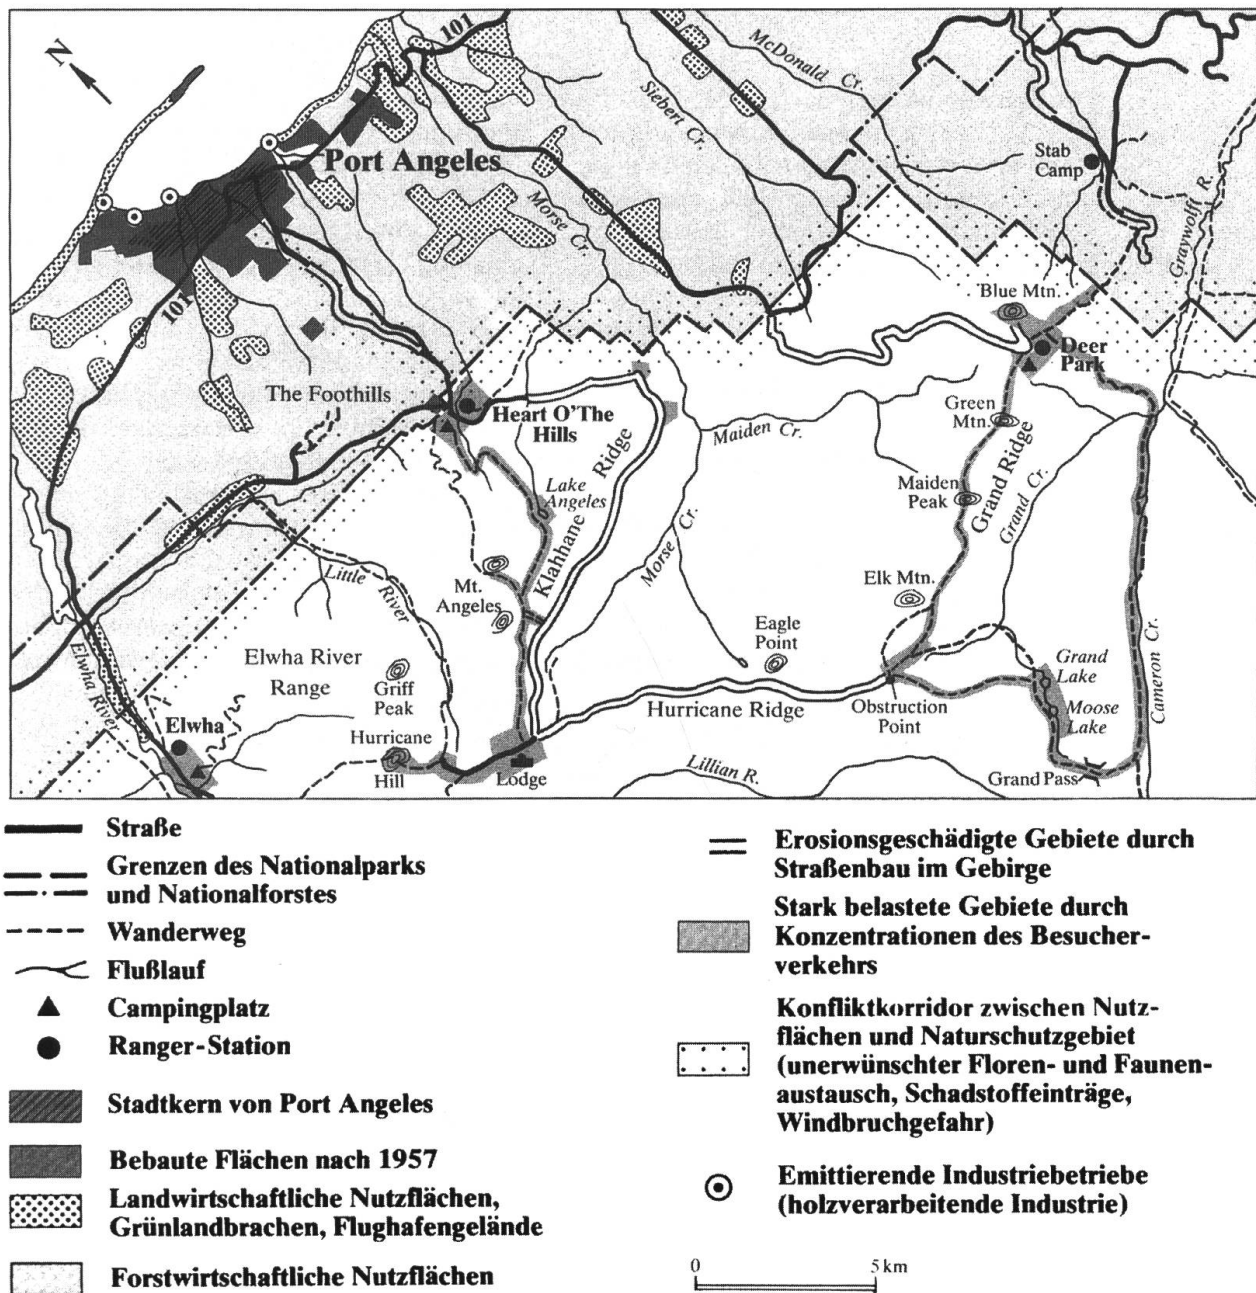 N
101
McDonald Cr.
Siebert Cr.
Port Angeles
Morse Cr.
Stab
Camp
Graywolf R.
101
Blue Mtn.
Deer
Park
The Foothills
Heart O'The
Hills
Green
Mtn.
Maiden Cr.
Lake
Angeles
Klahhane Ridge
Maiden
Peak
Grand Ridge
Grand Cr.
Morse Cr.
Little
River
Mt.
Angeles
Elk Mtn.
Eagle
Point
Elwha River
Elwha River
Range
Griff
Peak
Grand
Lake
Cameron Cr.
Elwha
Hurricane
Hill
Hurricane Ridge
Obstruction
Point
Moose
Lake
Lodge
Lillian R.
Grand Pass
Straße
Grenzen des Nationalparks
und Nationalforstes
Wanderweg
Flußlauf
Campingplatz
Ranger-Station
Stadtkern von Port Angeles
Bebaute Flächen nach 1957
Landwirtschaftliche Nutzflächen,
Grünlandbrachen, Flughafengelände
Forstwirtschaftliche Nutzflächen
Erosionsgeschädigte Gebiete durch
Straßenbau im Gebirge
Stark belastete Gebiete durch
Konzentrationen des Besucher-
verkehrs
Konfliktkorridor zwischen Nutz-
flächen und Naturschutzgebiet
(unerwünschter Floren- und Faunen-
austausch, Schadstoffeinträge,
Windbruchgefahr)
Emittierende Industriebetriebe
(holzverarbeitende Industrie)
0 5 km